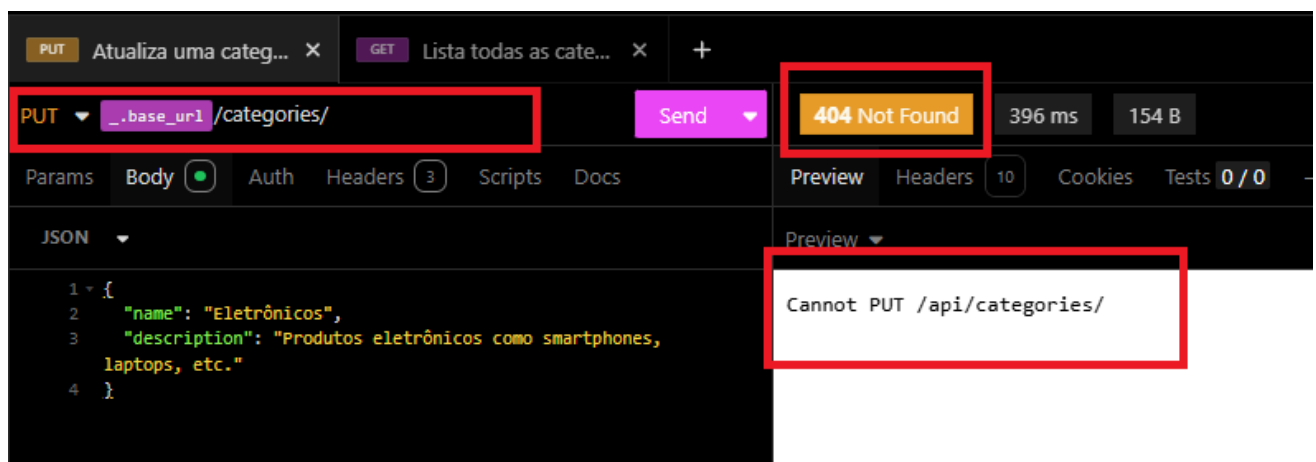 PUT Atualiza uma categ... × GET Lista todas as cate... × +
PUT _.base_url /categories/ Send 404 Not Found 396 ms 154 B
Params Body Auth Headers 3 Scripts Docs Preview Headers 10 Cookies Tests 0 / 0
JSON Preview
1 {
2 "name": "Eletrônicos",
3 "description": "Produtos eletrônicos como smartphones,
laptops, etc."
4 }
Cannot PUT /api/categories/